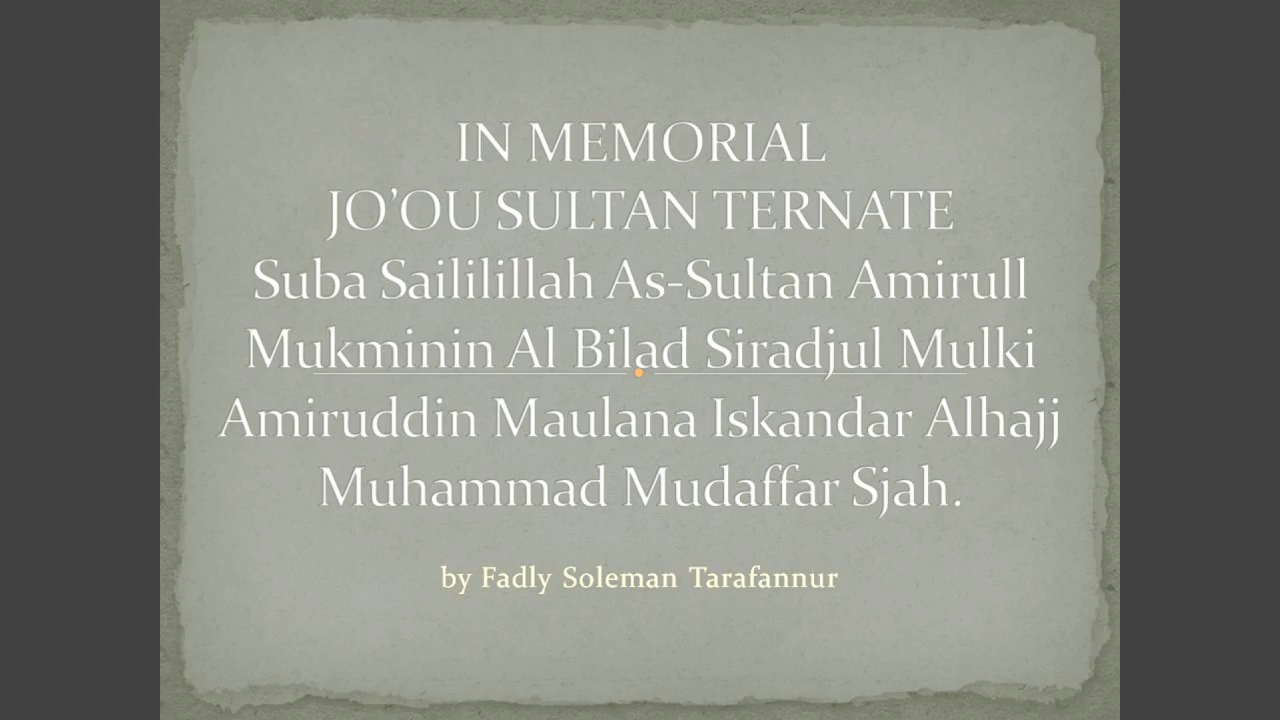 IN MEMORIAL
JO’OU SULTAN TERNATE
Suba Saililillah As-Sultan Amirull
Mukminin Al Bilad Siradjul Mulki
Amiruddin Maulana Iskandar Alhajj
Muhammad Mudaffar Sjah.
by Fadly Soleman Tarafannur